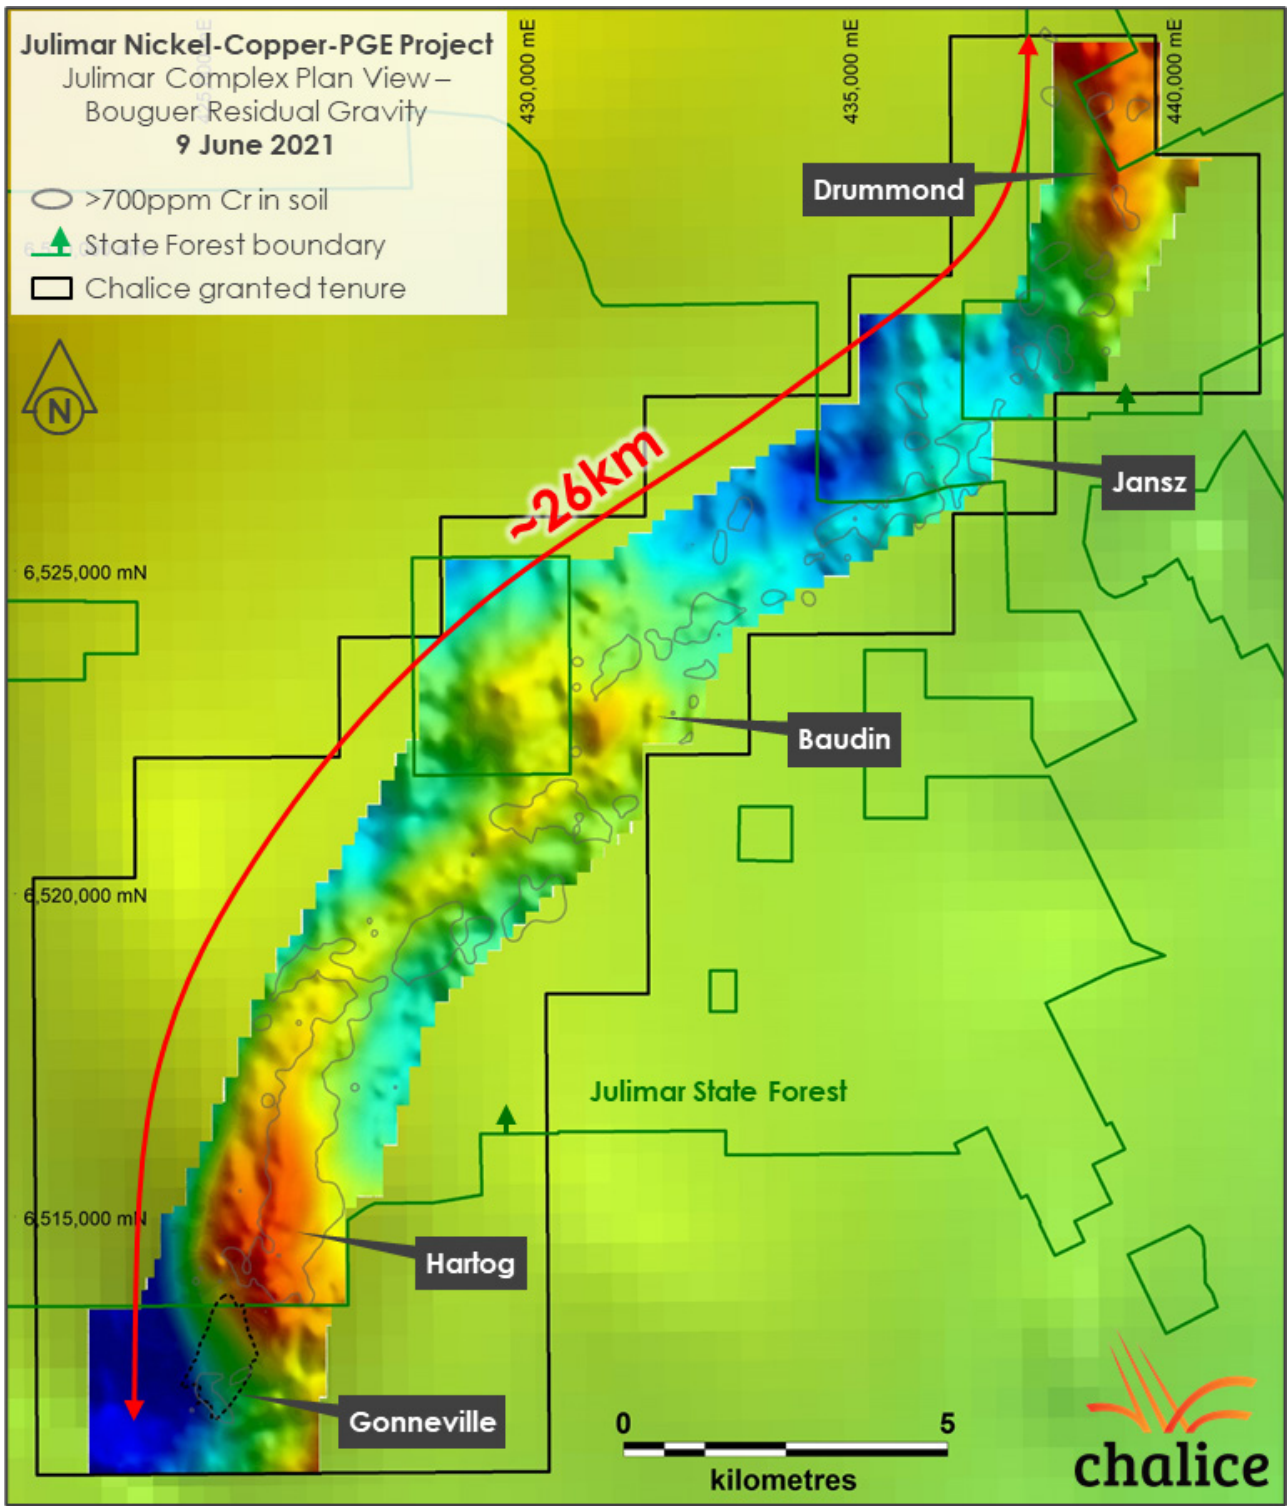 Julimar Nickel-Copper-PGE Project
Julimar Complex Plan View –
Bouguer Residual Gravity
9 June 2021
>700ppm Cr in soil
State Forest boundary
Chalice granted tenure
425,000 mE
430,000 mE
435,000 mE
440,000 mE
N
Drummond
Jansz
~26km
6,525,000 mN
Baudin
6,520,000 mN
Julimar State Forest
6,515,000 mN
Hartog
Gonneville
0 5
kilometres
chalice